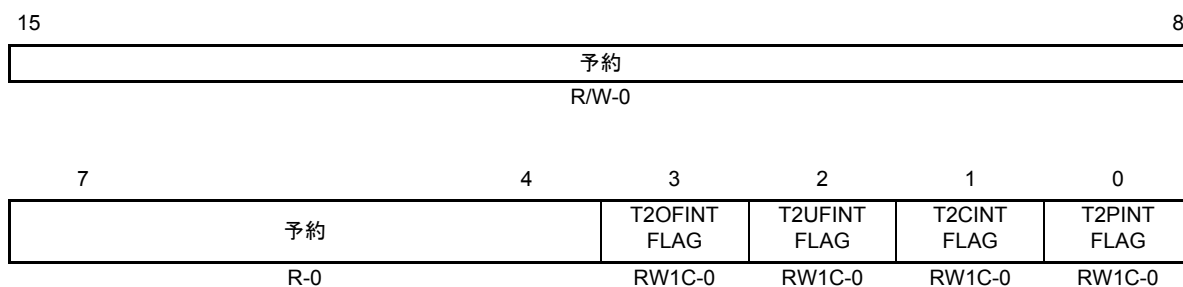 15 8
予約
R/W-0
7 4 3 2 1 0
予約 T2OFINT FLAG T2UFINT FLAG T2CINT FLAG T2PINT FLAG
R-0 RW1C-0 RW1C-0 RW1C-0 RW1C-0